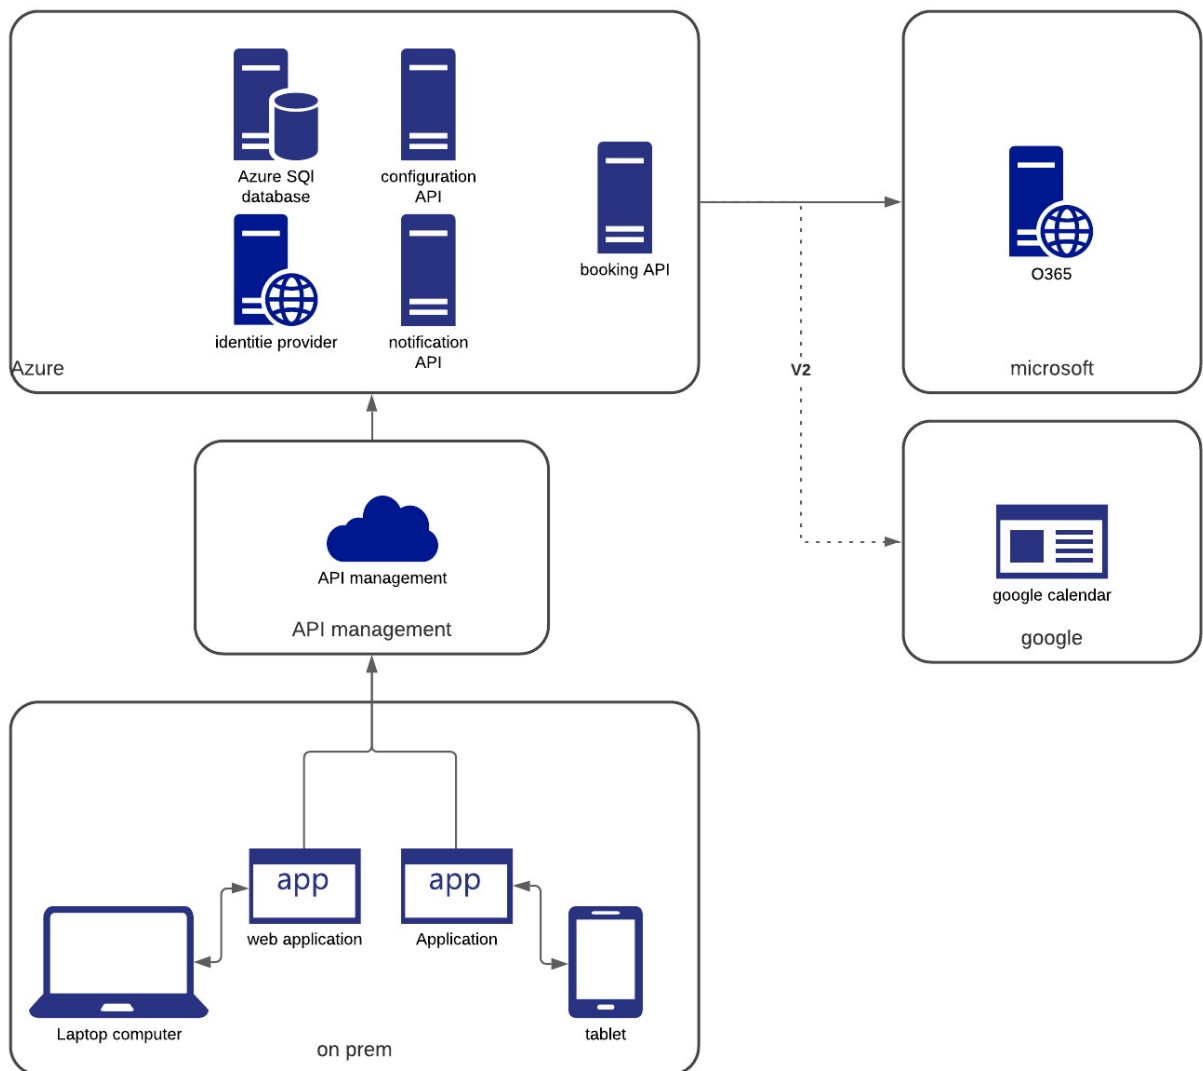 Azure SQl
database
configuration
API
booking API
identitie provider
notification
API
Azure
O365
microsoft
V2
API management
API management
google calendar
google
app
web application
app
Application
Laptop computer
tablet
on prem